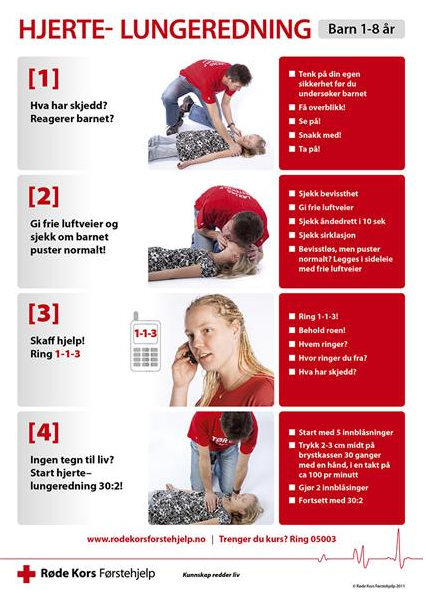 HJERTE- LUNGEREDNING
Barn 1-8 år
[1]
Hva har skjedd?
Reagerer barnet?
Tenk på din egen
sikkerhet før du
undersøker barnet
Få overblikk!
Se på!
Snakk med!
Ta på!
[2]
Gi frie luftveier og
sjekk om barnet
puster normalt!
Sjekk bevissthet
Gi frie luftveier
Sjekk åndedrett i 10 sek
Sjekk sirklasjon
Bevisstløs, men puster
normalt? Legges i sideleie
med frie luftveier
[3]
Skaff hjelp!
Ring 1-1-3
1-1-3
Ring 1-1-3!
Behold roen!
Hvem ringer?
Hvor ringer du fra?
Hva har skjedd?
[4]
Ingen tegn til liv?
Start hjerte–
lungeredning 30:2!
Start med 5 innblåsninger
Trykk 2-3 cm midt på
brystkassen 30 ganger
med en hånd, i en takt på
ca 100 pr minutt
Gjør 2 innblåsinger
Fortsett med 30:2
www.rodekorsforstehjelp.no | Trenger du kurs? Ring 05003
Røde Kors Førstehjelp
Kunnskap redder liv
© Røde Kors Førstehjelp 2011